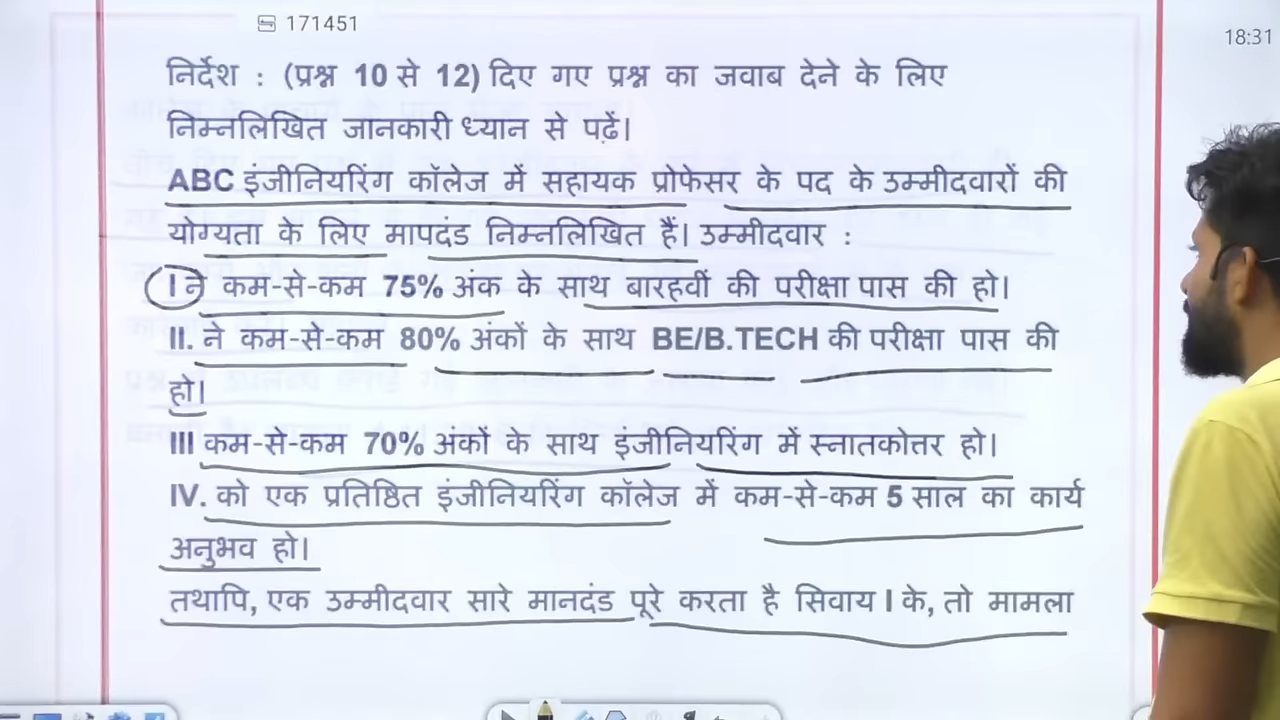 171451
18:31
निर्देश : (प्रश्न 10 से 12) दिए गए प्रश्न का जवाब देने के लिए
निम्नलिखित जानकारी ध्यान से पढ़ें।
ABC इंजीनियरिंग कॉलेज में सहायक प्रोफेसर के पद के उम्मीदवारों की
योग्यता के लिए मापदंड निम्नलिखित हैं। उम्मीदवार :
I ने कम-से-कम 75% अंक के साथ बारहवीं की परीक्षा पास की हो।
II. ने कम-से-कम 80% अंकों के साथ BE/B.TECH की परीक्षा पास की
हो।
III कम-से-कम 70% अंकों के साथ इंजीनियरिंग में स्नातकोत्तर हो।
IV. को एक प्रतिष्ठित इंजीनियरिंग कॉलेज में कम-से-कम 5 साल का कार्य
अनुभव हो।
तथापि, एक उम्मीदवार सारे मानदंड पूरे करता है सिवाय I के, तो मामला